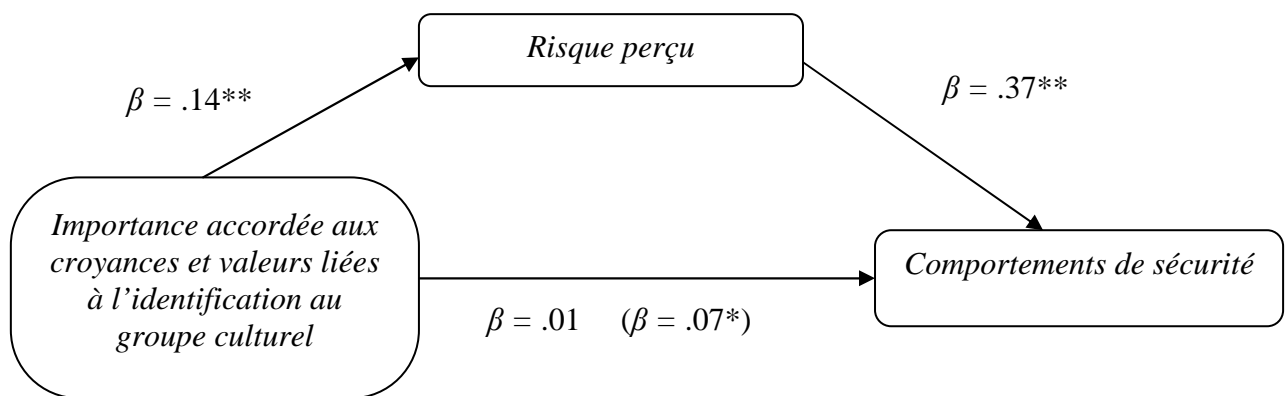 Risque perçu
β = .14**
β = .37**
Importance accordée aux
croyances et valeurs liées
à l’identification au
groupe culturel
Comportements de sécurité
β = .01 (β = .07*)